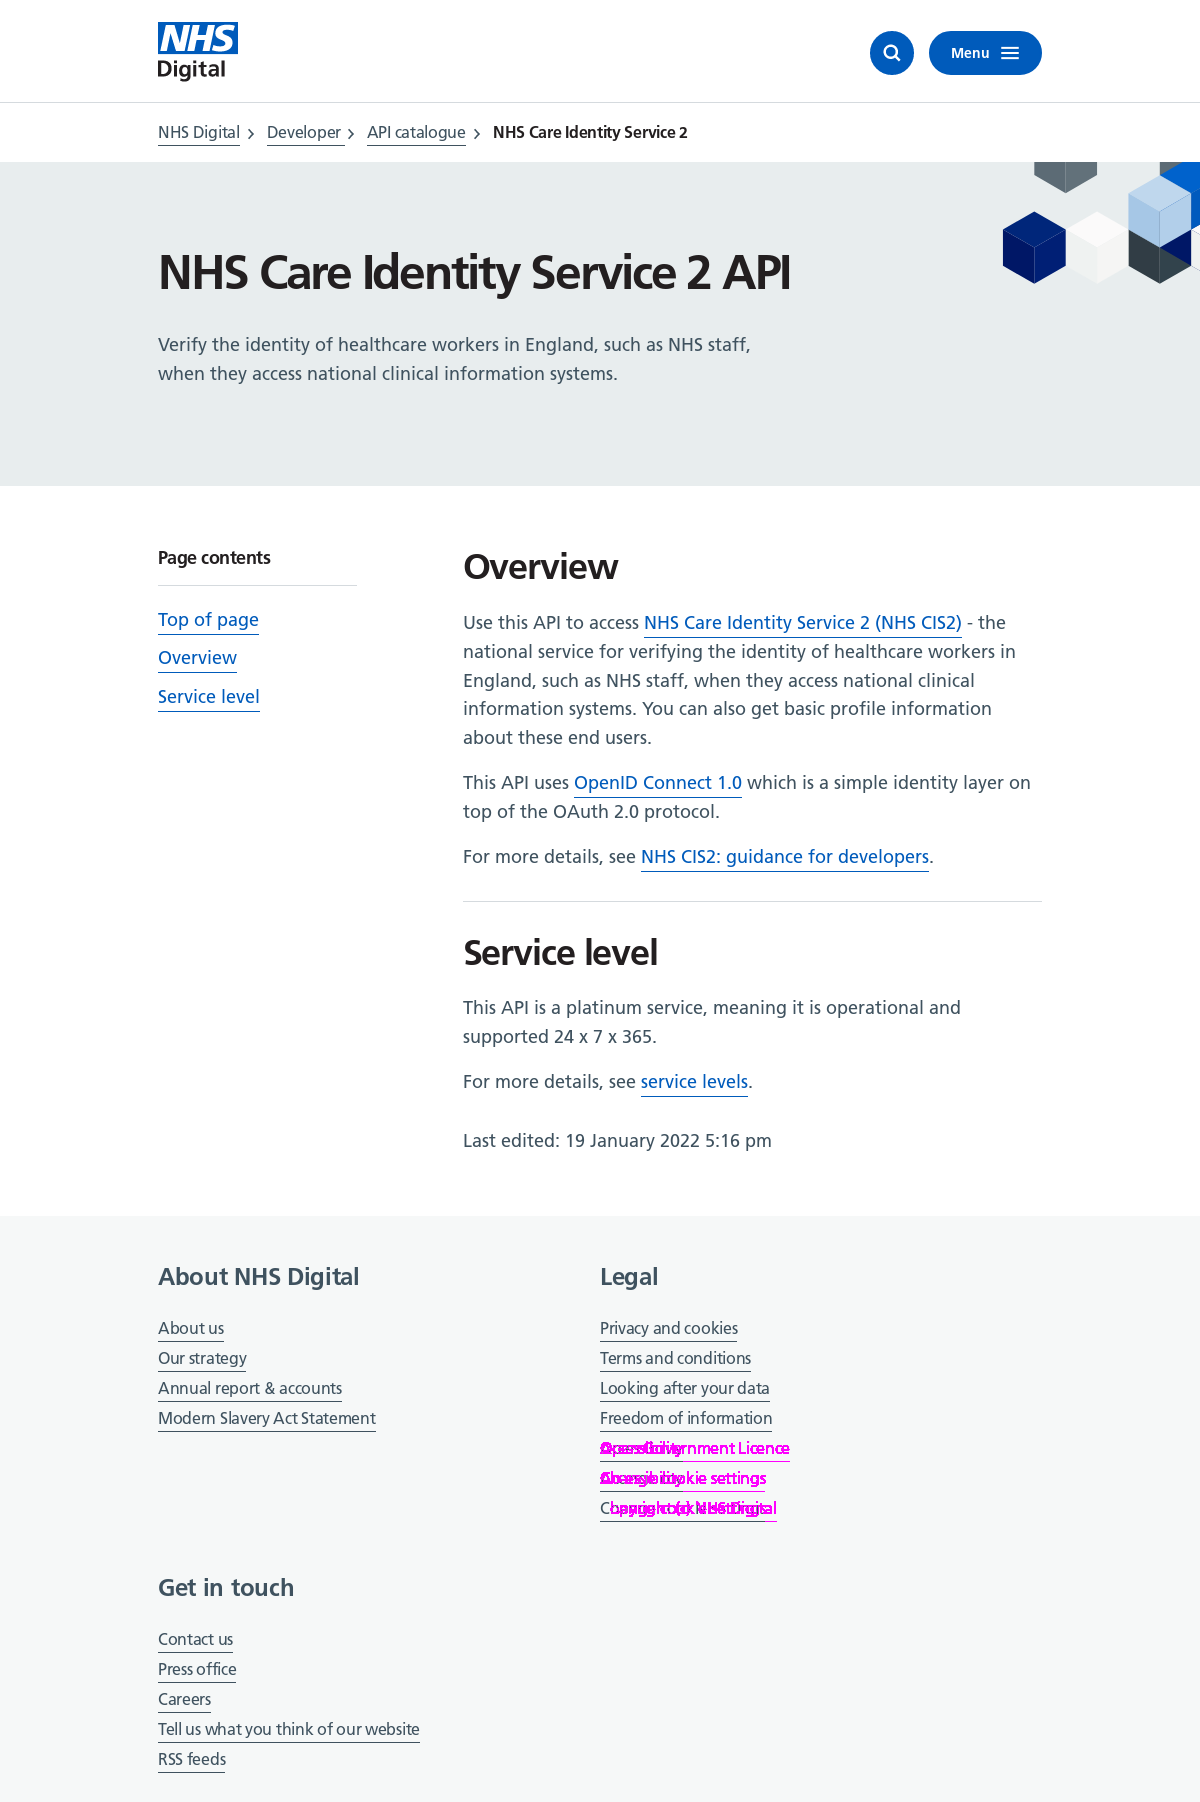 NHS
Digital
Menu
NHS Digital
Developer
API catalogue
NHS Care Identity Service 2
NHS Care Identity Service 2 API
Verify the identity of healthcare workers in England, such as NHS staff,
when they access national clinical information systems.
Page contents
Top of page
Overview
Service level
Overview
Use this API to access NHS Care Identity Service 2 (NHS CIS2) - the
national service for verifying the identity of healthcare workers in
England, such as NHS staff, when they access national clinical
information systems. You can also get basic profile information
about these end users.
This API uses OpenID Connect 1.0 which is a simple identity layer on
top of the OAuth 2.0 protocol.
For more details, see NHS CIS2: guidance for developers.
Service level
This API is a platinum service, meaning it is operational and
supported 24 x 7 x 365.
For more details, see service levels.
Last edited: 19 January 2022 5:16 pm
About NHS Digital
About us
Our strategy
Annual report & accounts
Modern Slavery Act Statement
Legal
Privacy and cookies
Terms and conditions
Looking after your data
Freedom of information
Government Licence
cookie settings
NHS Digital
Get in touch
Contact us
Press office
Careers
Tell us what you think of our website
RSS feeds